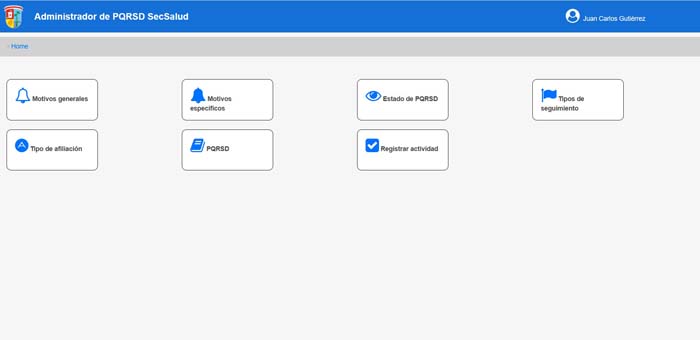 Administrador de PQRSD SecSalud
Juan Carlos Gutiérrez
Home
Motivos generales
Motivos
específicos
Estado de PQRSD
Tipos de
seguimiento
Tipo de afiliación
PQRSD
Registrar actividad